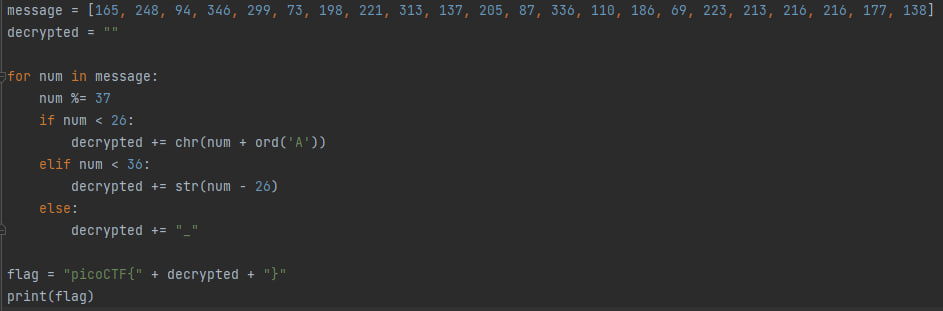 message = [165, 248, 94, 346, 299, 73, 198, 221, 313, 137, 205, 87, 336, 110, 186, 69, 223, 213, 216, 216, 177, 138]
decrypted = ""
for num in message:
num %= 37
if num < 26:
decrypted += chr(num + ord('A'))
elif num < 36:
decrypted += str(num - 26)
else:
decrypted += "_"
flag = "picoCTF{" + decrypted + "}"
print(flag)